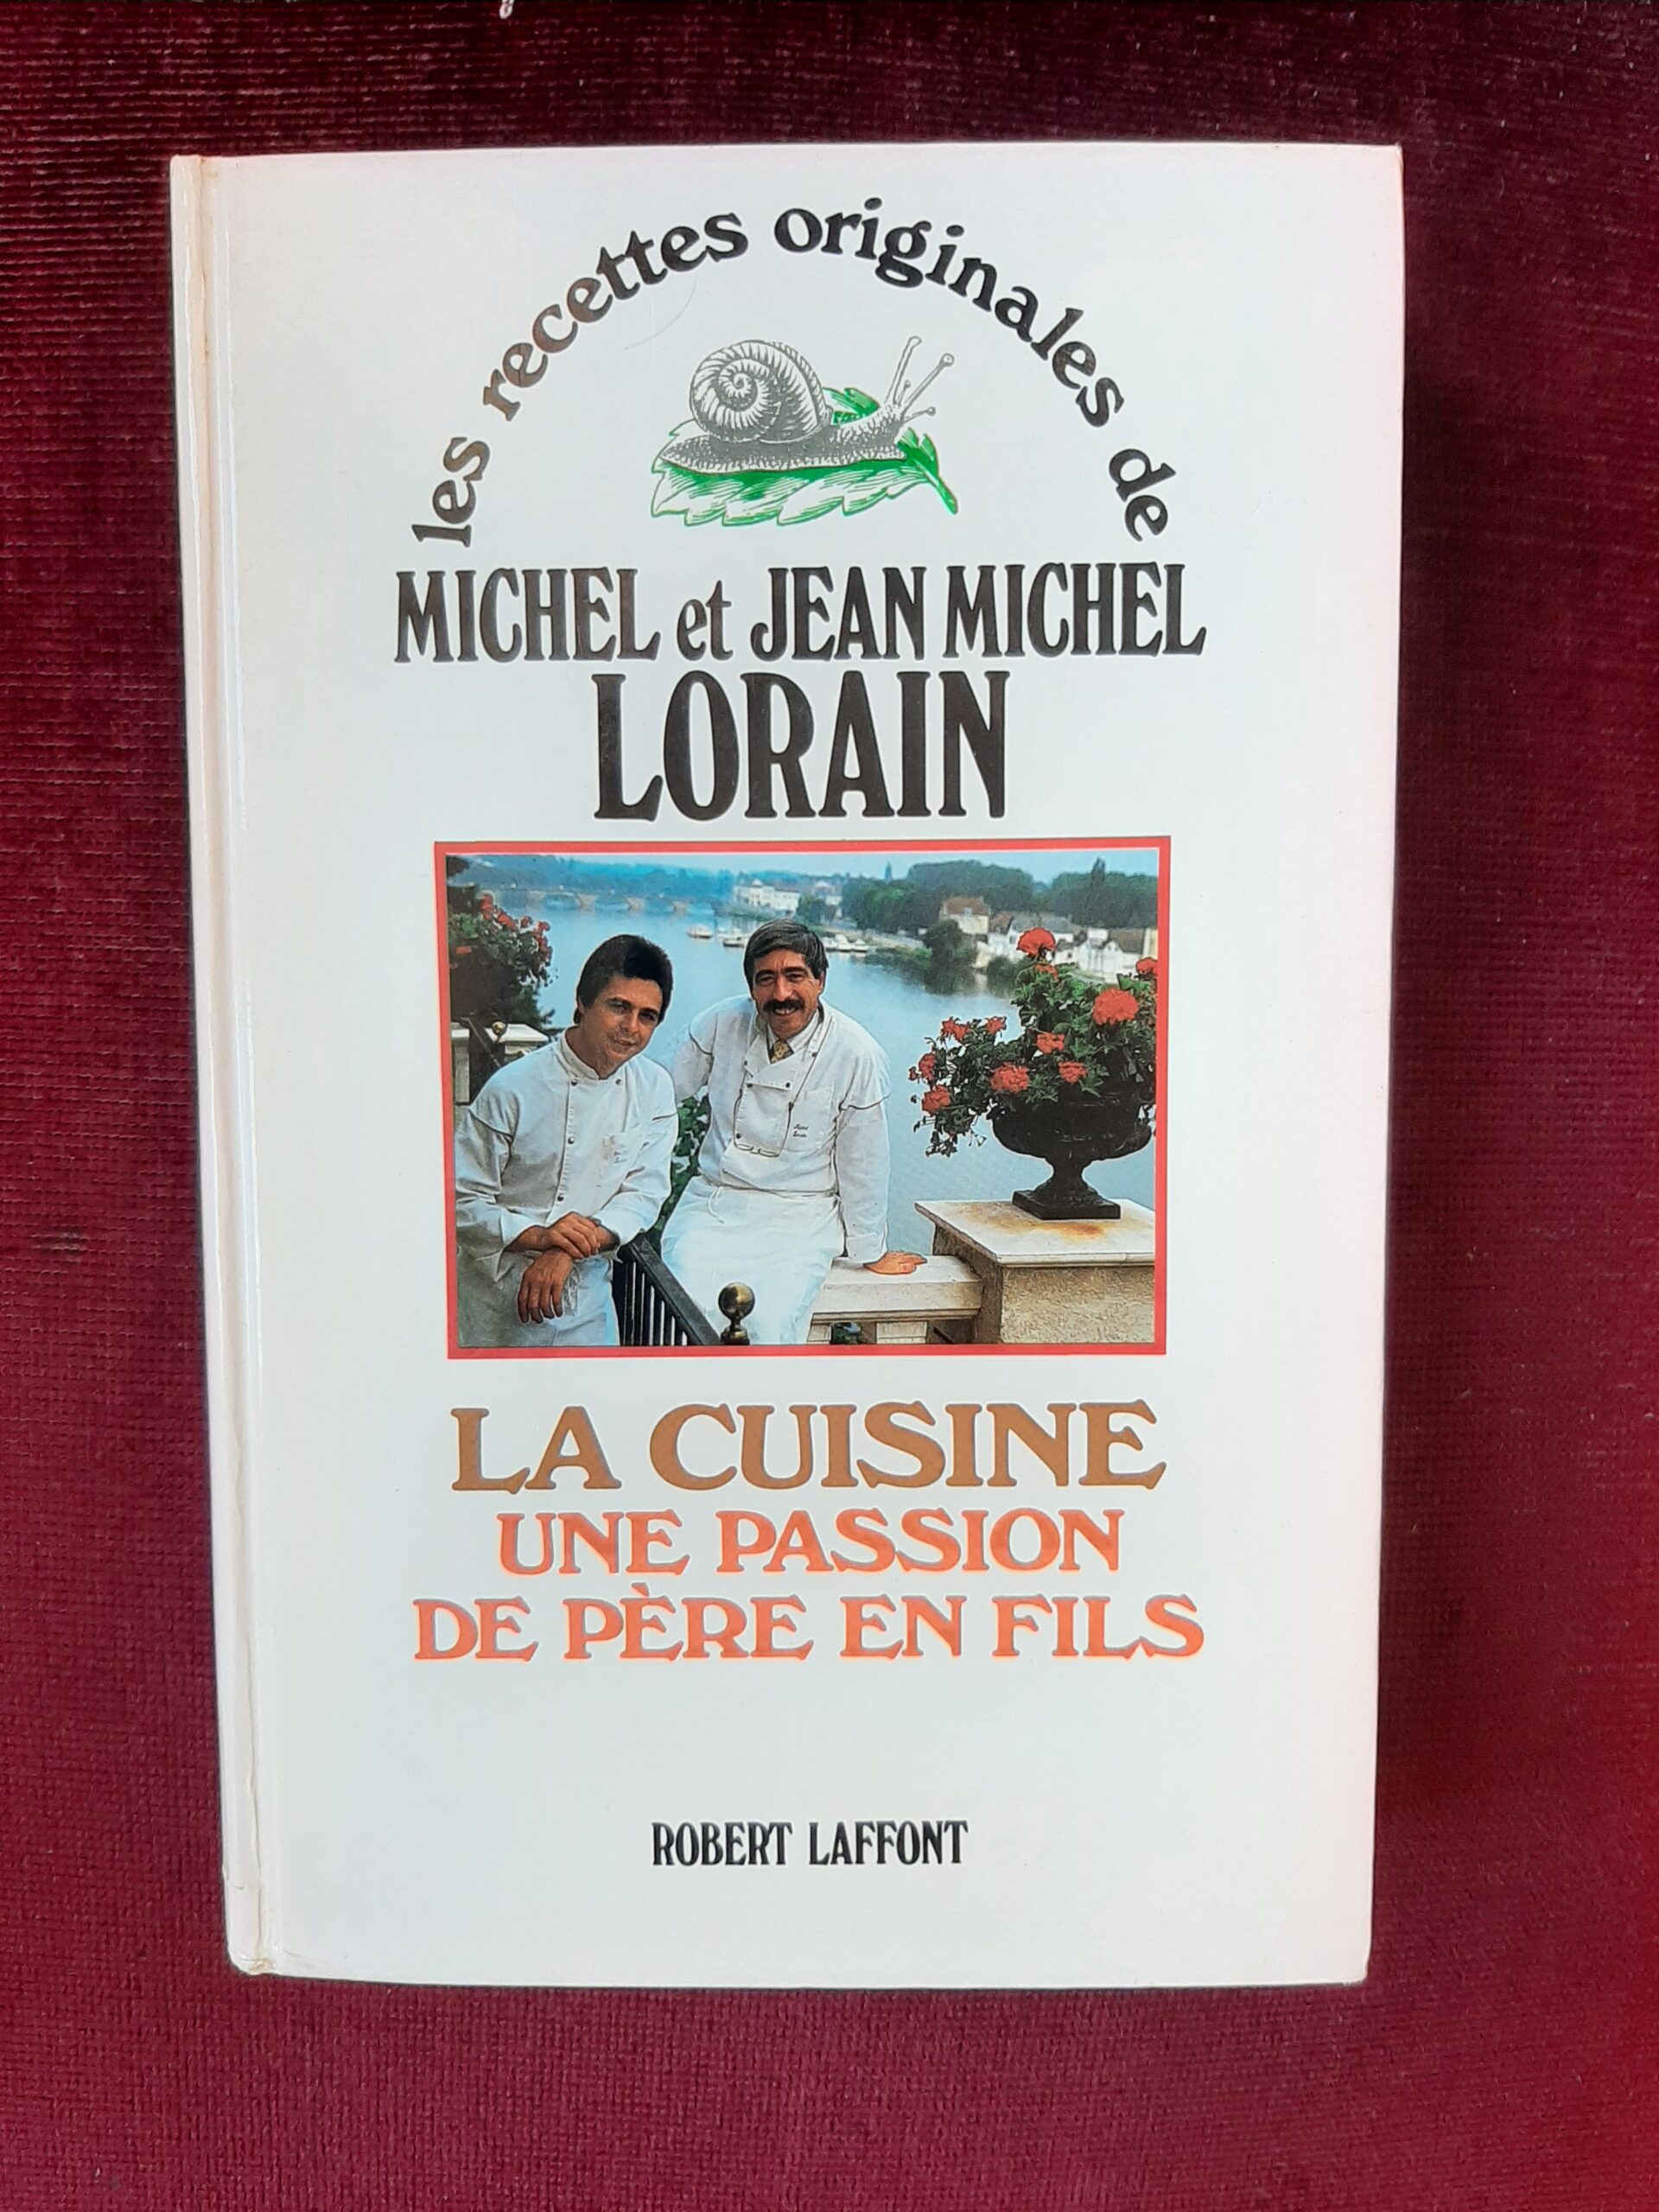 les recettes originales de
MICHEL et JEAN MICHEL
LORAIN
LA CUISINE
UNE PASSION
DE PÈRE EN FILS
ROBERT LAFFONT